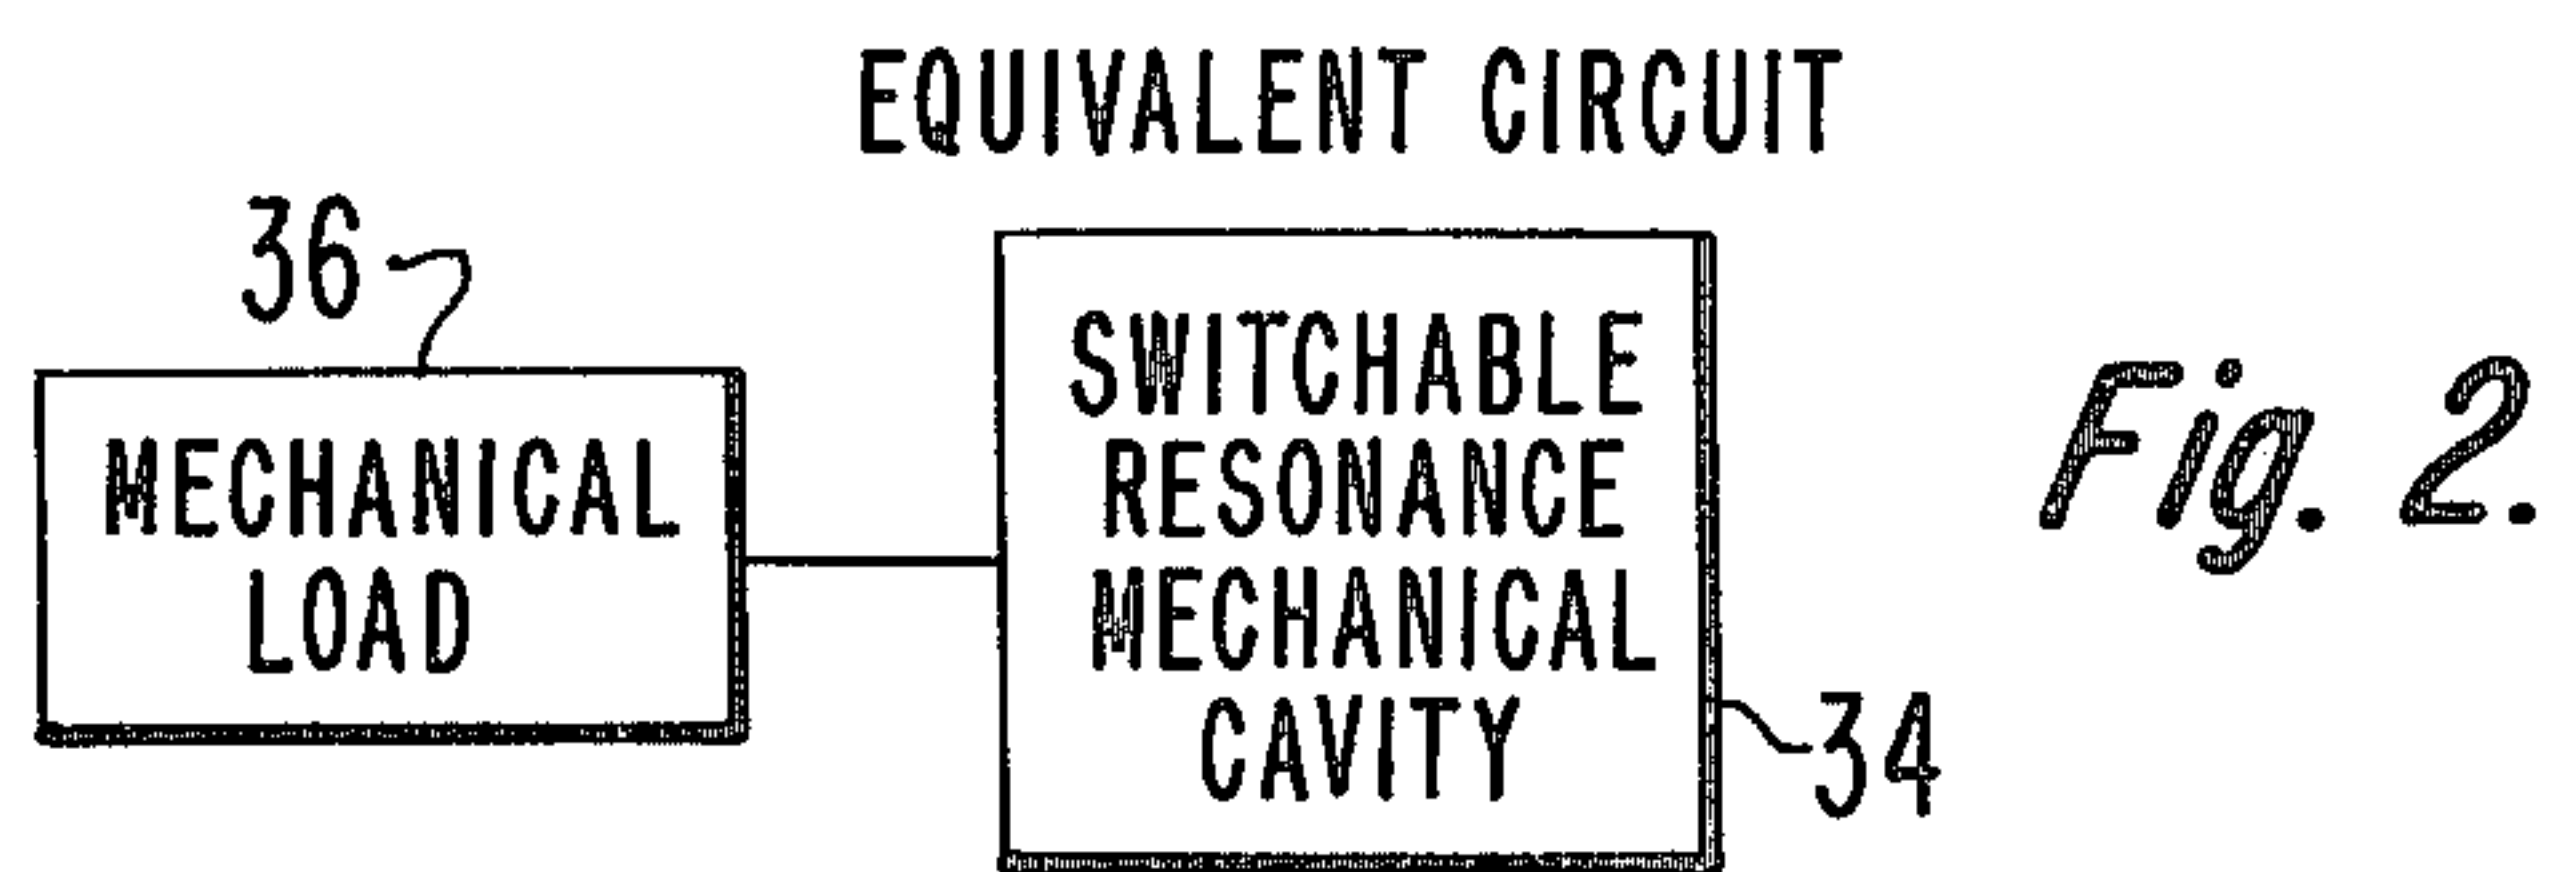 EQUIVALENT CIRCUIT
36
MECHANICAL
LOAD
SWITCHABLE
RESONANCE
MECHANICAL
CAVITY
34
Fig. 2.